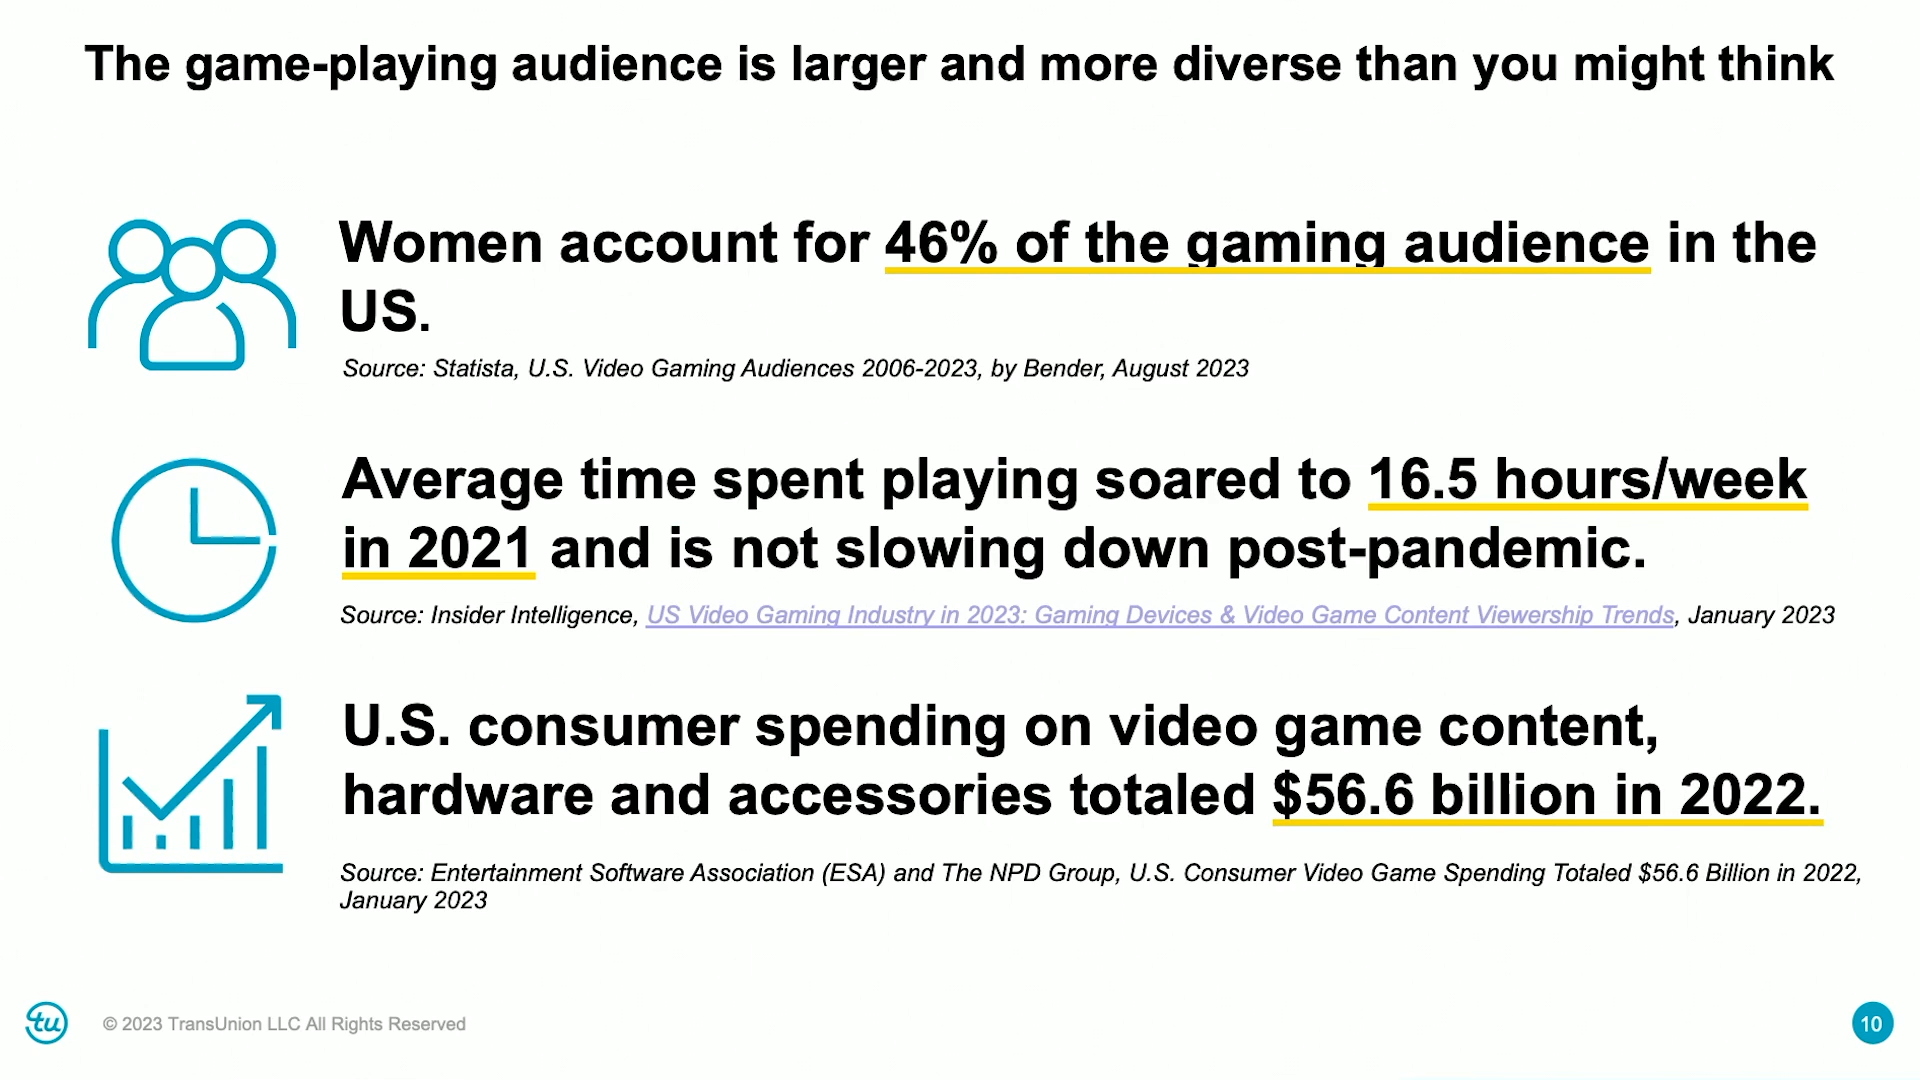 The game-playing audience is larger and more diverse than you might think
Women account for 46% of the gaming audience in the
US.
Source: Statista, U.S. Video Gaming Audiences 2006-2023, by Bender, August 2023
Average time spent playing soared to 16.5 hours/week
in 2021 and is not slowing down post-pandemic.
Source: Insider Intelligence, US Video Gaming Industry in 2023: Gaming Devices & Video Game Content Viewership Trends, January 2023
U.S. consumer spending on video game content,
hardware and accessories totaled $56.6 billion in 2022.
Source: Entertainment Software Association (ESA) and The NPD Group, U.S. Consumer Video Game Spending Totaled $56.6 Billion in 2022,
January 2023
tu © 2023 TransUnion LLC All Rights Reserved
10